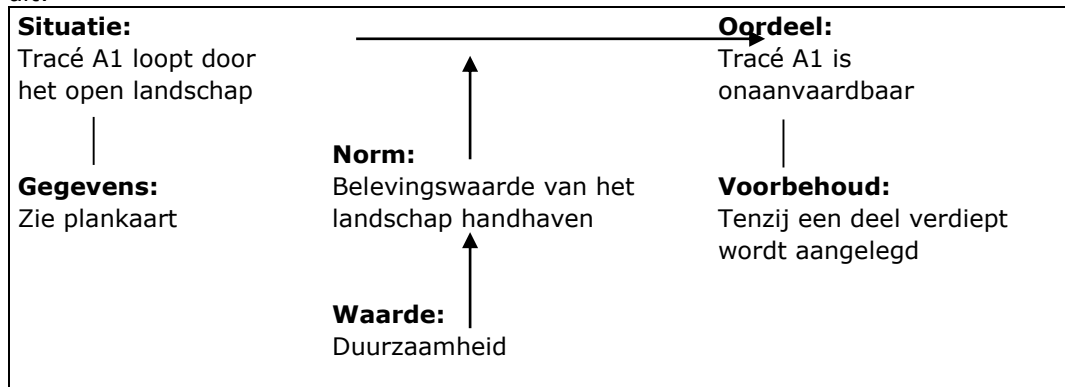 Situatie:
Tracé A1 loopt door
het open landschap
Oordeel:
Tracé A1 is
onaanvaardbaar
Norm:
Belevingswaarde van het
landschap handhaven
Gegevens:
Zie plankaart
Voorbehoud:
Tenzij een deel verdiept
wordt aangelegd
Waarde:
Duurzaamheid